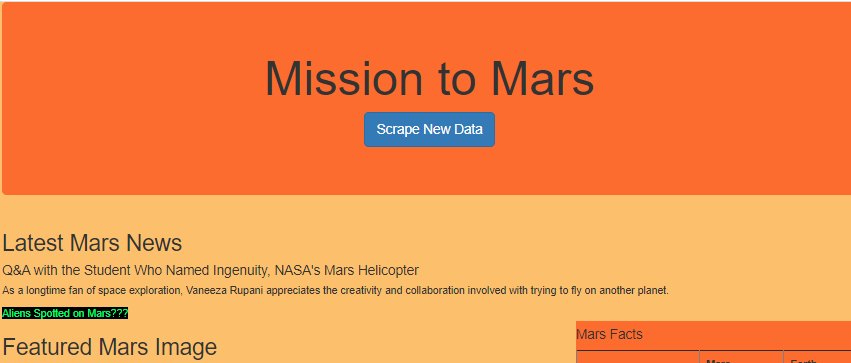 Mission to Mars
Scrape New Data
Latest Mars News
Q&A with the Student Who Named Ingenuity, NASA's Mars Helicopter
As a longtime fan of space exploration, Vaneeza Rupani appreciates the creativity and collaboration involved with trying to fly on another planet.
Aliens Spotted on Mars???
Featured Mars Image
Mars Facts
Mars Earth